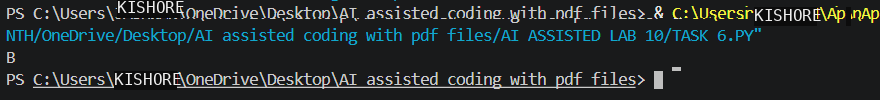 PS C:\Users\KISHORE\OneDrive\Desktop\AI assisted coding with pdf files> & C:\Users\KISHORE\
NTH/OneDrive/Desktop/AI assisted coding with pdf files/AI ASSISTED LAB 10/TASK 6.PY"
B
PS C:\Users\KISHORE\OneDrive\Desktop\AI assisted coding with pdf files>